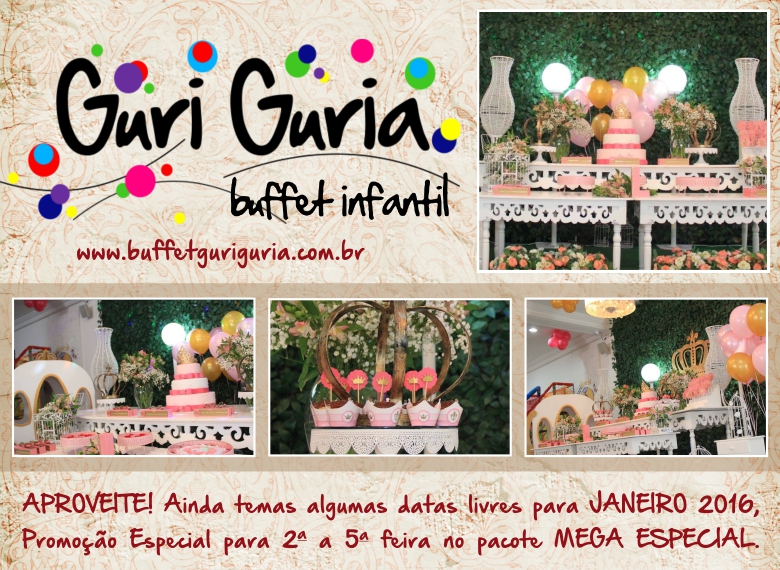 Guri Guria
buffet infantil
www.buffetguriguria.com.br
APROVEITE! Ainda temas algumas datas livres para JANEIRO 2016,
Promoção Especial para 2ª a 5ª feira no pacote MEGA ESPECIAL.